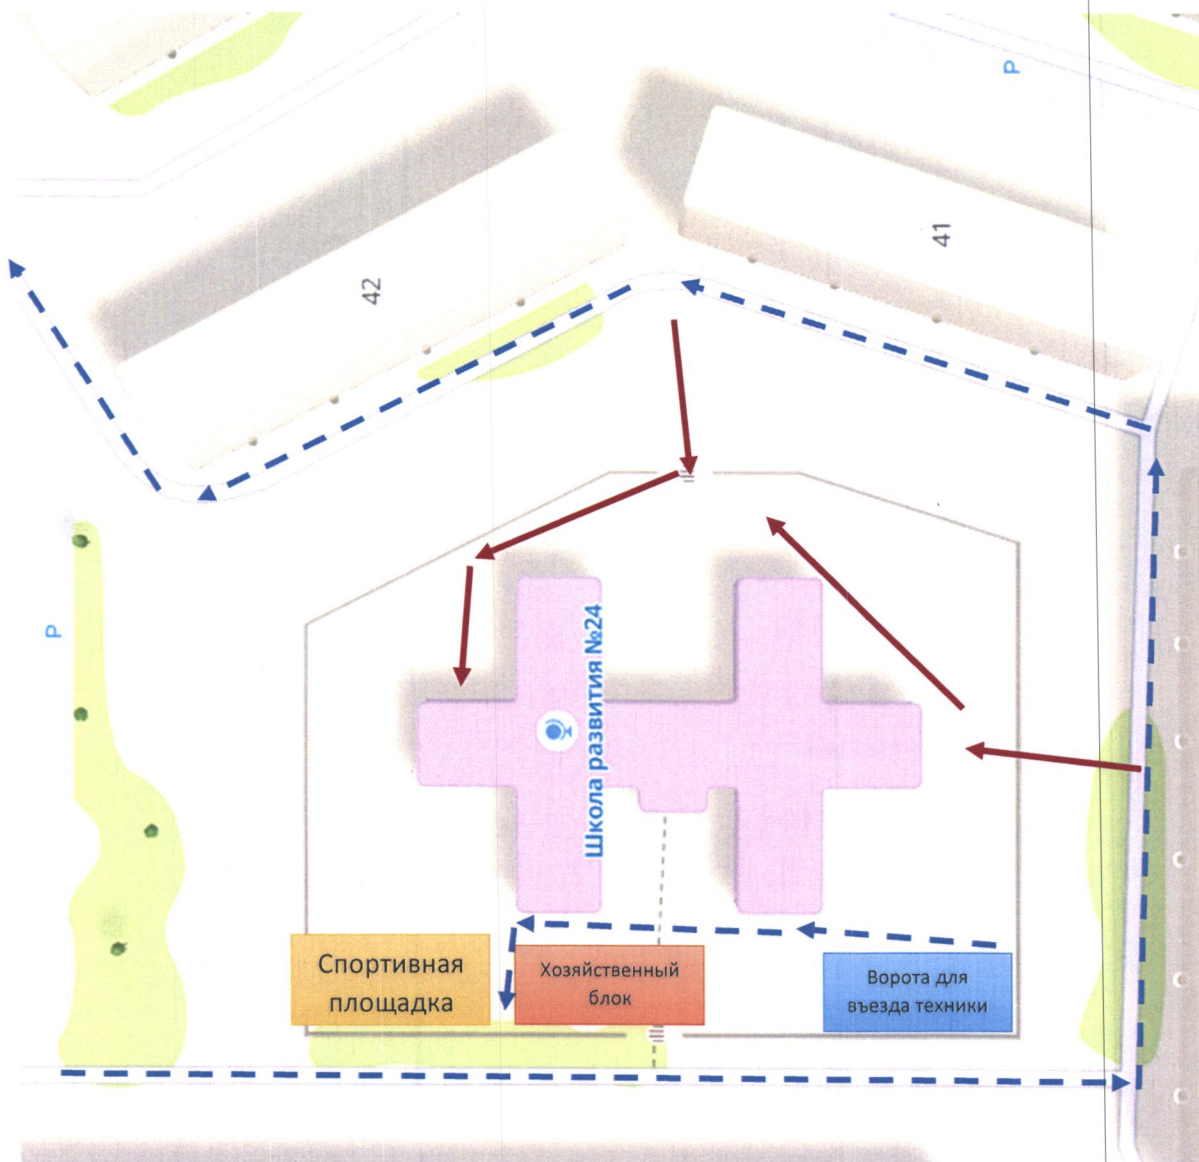 P
41
42
P
Школа развития №24
Спортивная
площадка
Хозяйственный
блок
Ворота для
въезда техники